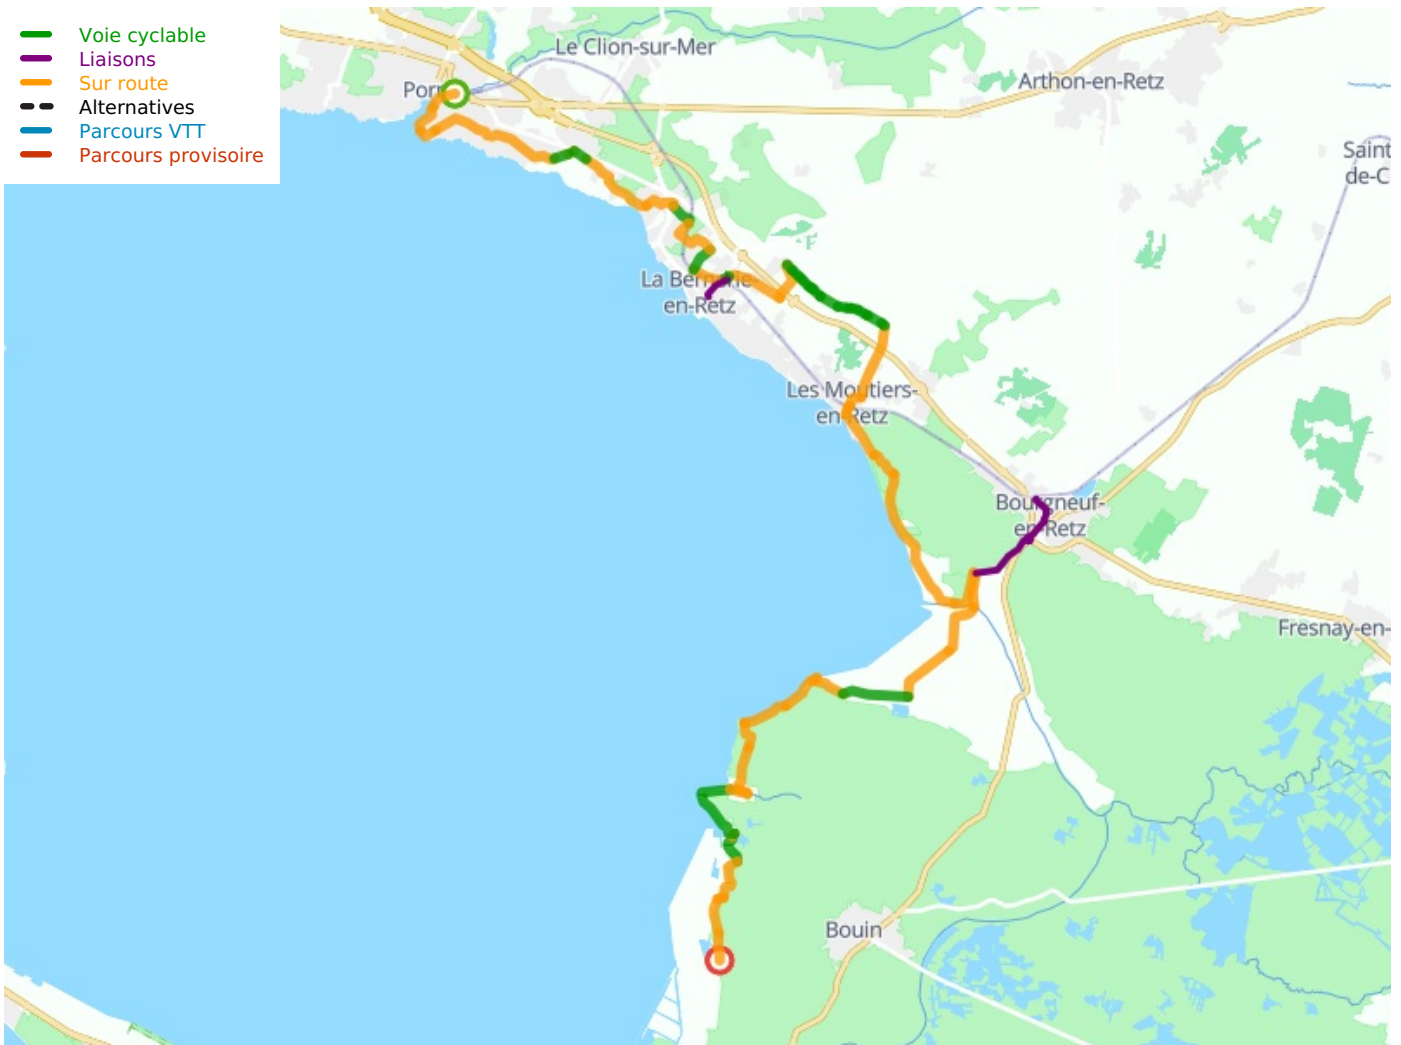 Voie cyclable
Liaisons
Sur route
Alternatives
Parcours VTT
Parcours provisoire
Le Clion-sur-Mer
Arthon-en-Retz
Saint
de-C
en-Retz
Les Moutiers-
en-Retz
Bourgneuf-
en-Retz
Fresnay-en-
Bouin